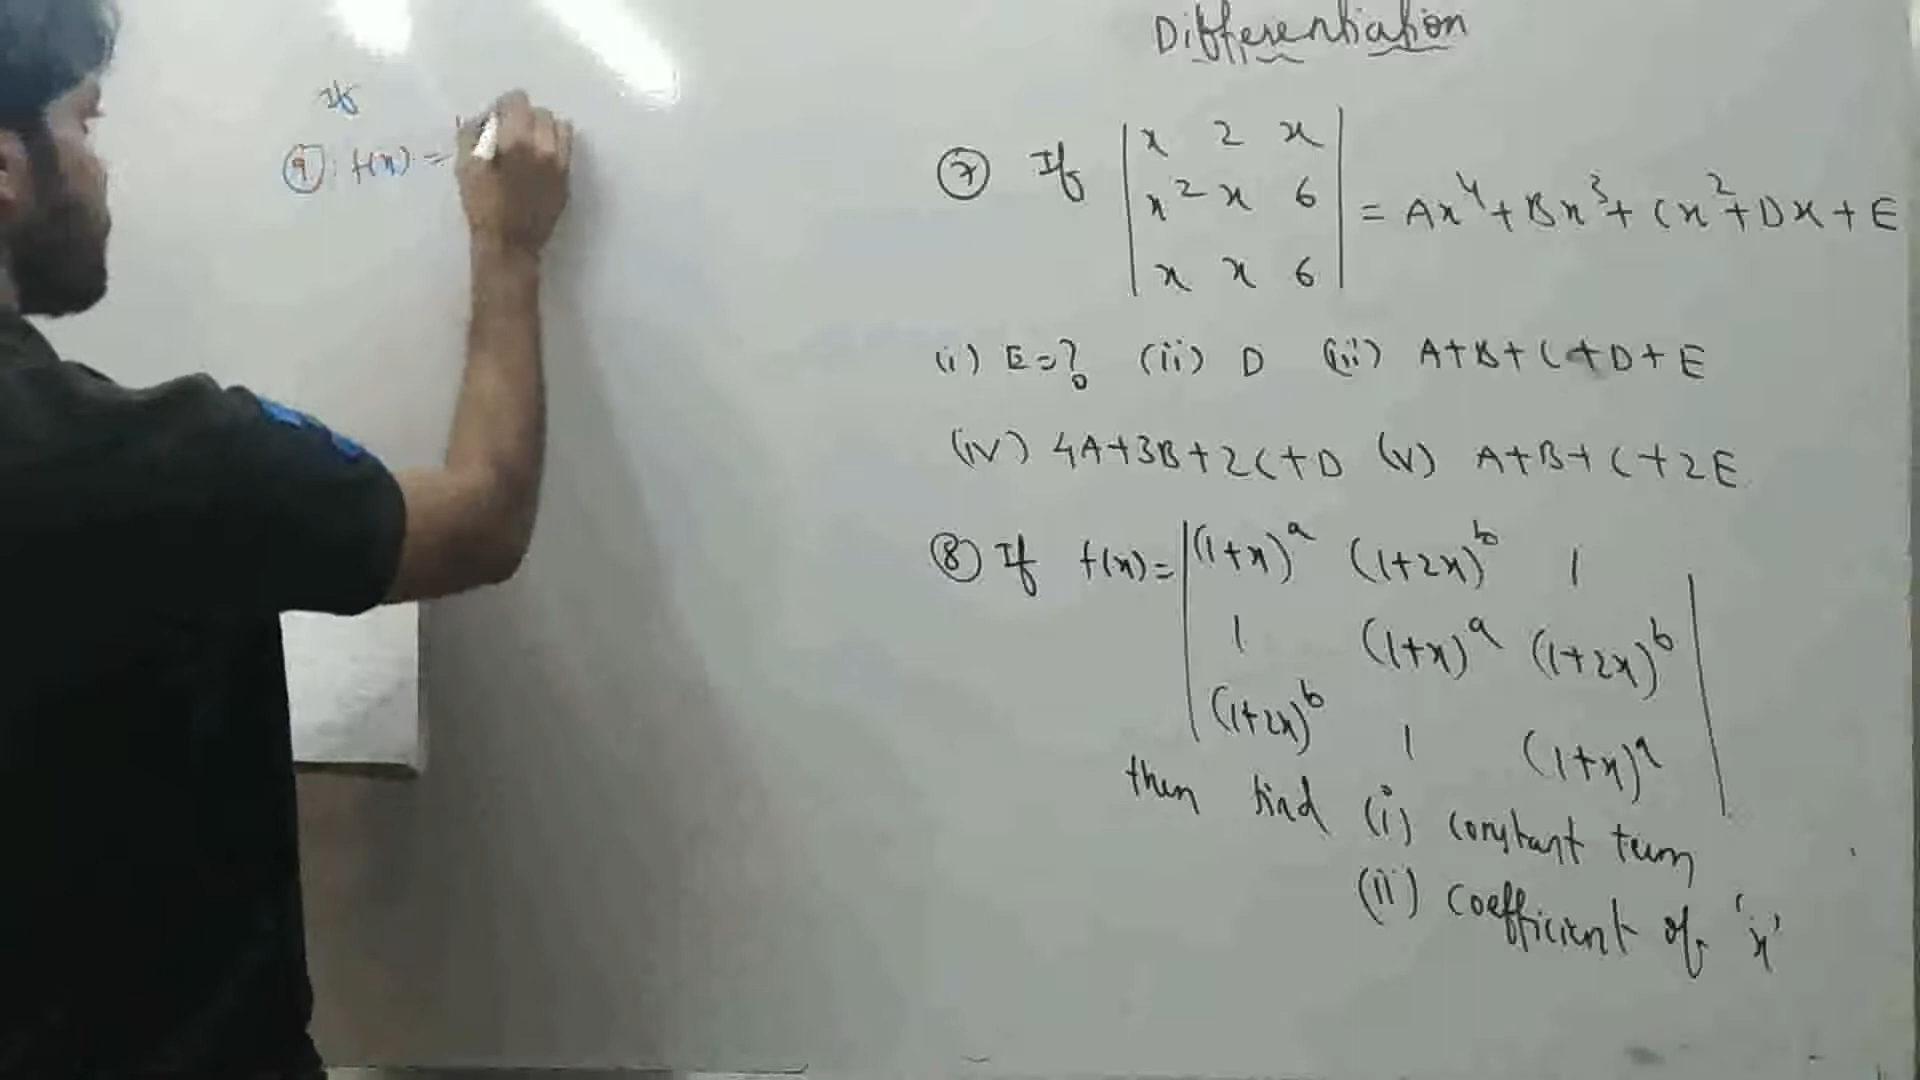 Differentiation
If
⑨ f(x) =
⑦ If | x 2 x | = Ax⁴ + Bx³ + Cx² + Dx + E
| x² x 6 |
| x x 6 |
(i) E=? (ii) D (iii) A+B+C+D+E
(iv) 4A+3B+2C+D (v) A+B+C+2E
⑧ If f(x) = | (1+x)ᵃ (1+2x)ᵇ 1 |
| 1 (1+x)ᵃ (1+2x)ᵇ |
| (1+2x)ᵇ 1 (1+x)ᵃ |
then find (i) constant term
(ii) coefficient of 'x'